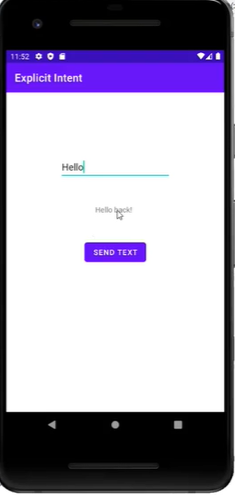 11:52
Explicit Intent
Hello
Hello back!
SEND TEXT